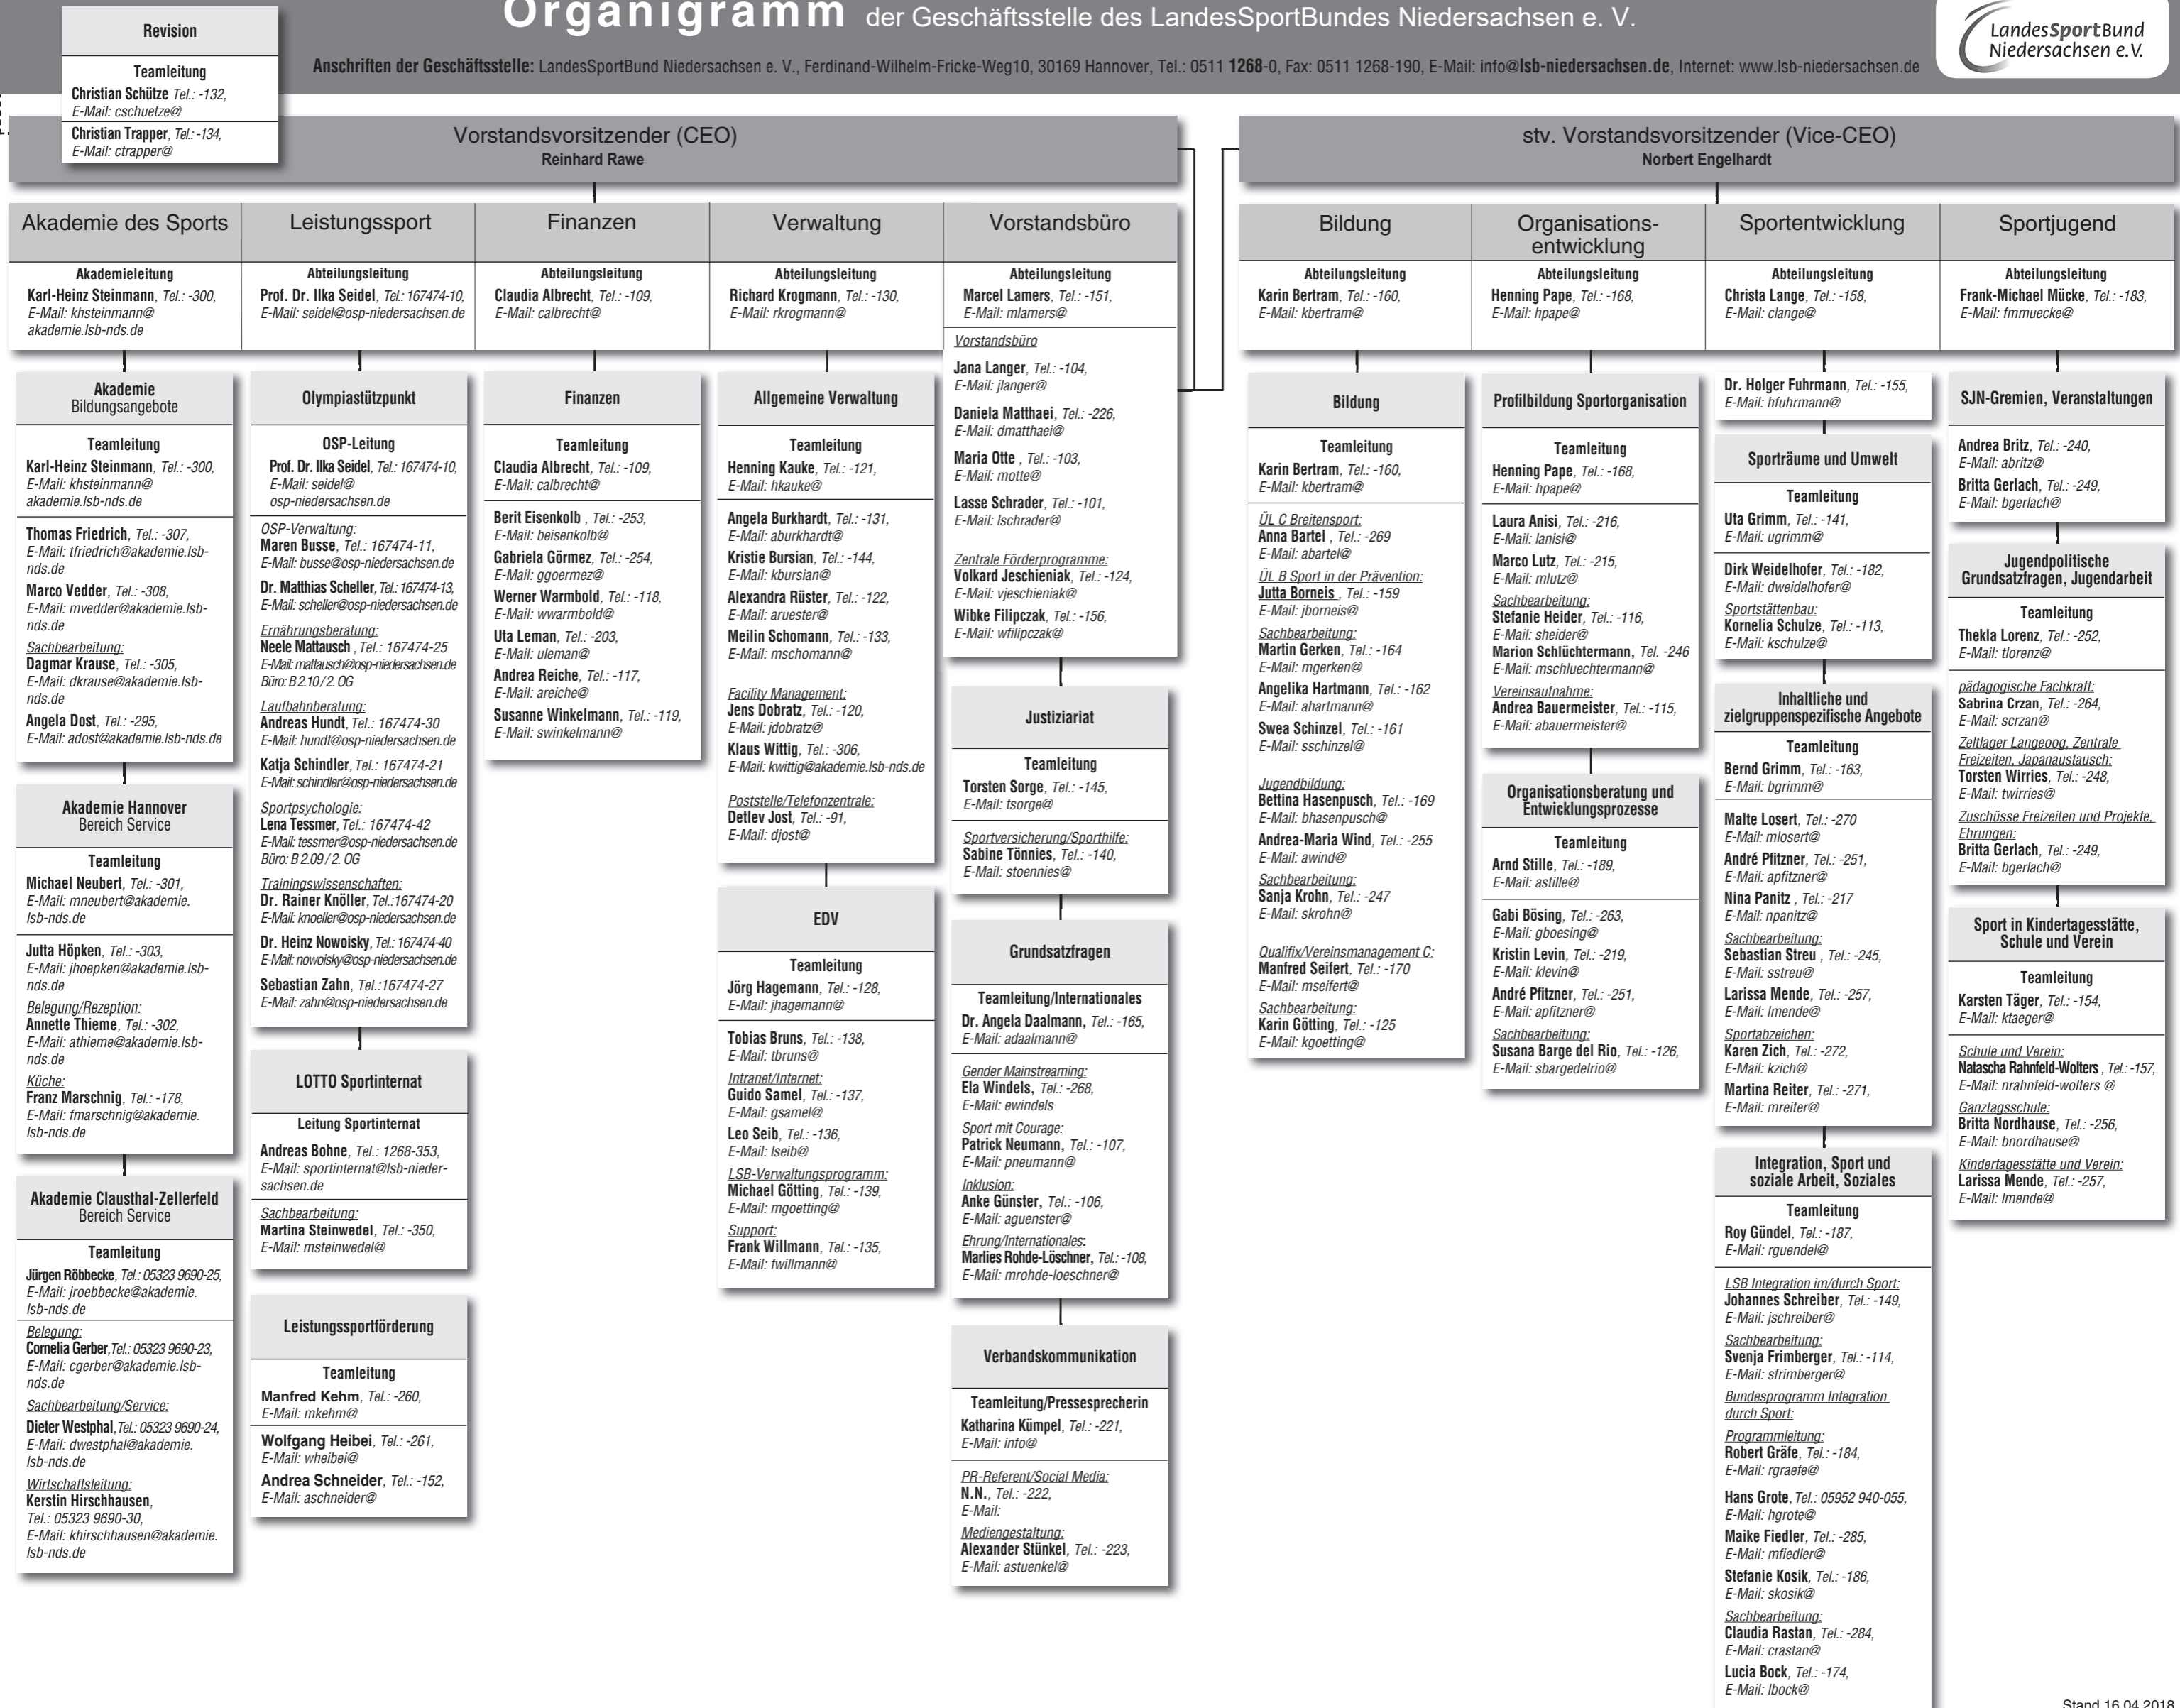 Organigramm der Geschäftsstelle des LandesSportBundes Niedersachsen e. V.
Anschriften der Geschäftsstelle: LandesSportBund Niedersachsen e. V., Ferdinand-Wilhelm-Fricke-Weg10, 30169 Hannover, Tel.: 0511 1268-0, Fax: 0511 1268-190, E-Mail: info@lsb-niedersachsen.de, Internet: www.lsb-niedersachsen.de
LandesSportBund
Niedersachsen e.V.
Revision
Teamleitung
Christian Schütze Tel.: -132,
E-Mail: cschuetze@
Christian Trapper, Tel.: -134,
E-Mail: ctrapper@
Vorstandsvorsitzender (CEO)
Reinhard Rawe
stv. Vorstandsvorsitzender (Vice-CEO)
Norbert Engelhardt
Akademie des Sports
Akademieleitung
Karl-Heinz Steinmann, Tel.: -300,
E-Mail: khsteinmann@
akademie.lsb-nds.de
Akademie
Bildungsangebote
Teamleitung
Karl-Heinz Steinmann, Tel.: -300,
E-Mail: khsteinmann@
akademie.lsb-nds.de
Thomas Friedrich, Tel.: -307,
E-Mail: tfriedrich@akademie.lsb-
nds.de
Marco Vedder, Tel.: -308,
E-Mail: mvedder@akademie.lsb-
nds.de
Sachbearbeitung:
Dagmar Krause, Tel.: -305,
E-Mail: dkrause@akademie.lsb-
nds.de
Angela Dost, Tel.: -295,
E-Mail: adost@akademie.lsb-nds.de
Akademie Hannover
Bereich Service
Teamleitung
Michael Neubert, Tel.: -301,
E-Mail: mneubert@akademie.
lsb-nds.de
Jutta Höpken, Tel.: -303,
E-Mail: jhoepken@akademie.lsb-
nds.de
Belegung/Rezeption:
Annette Thieme, Tel.: -302,
E-Mail: athieme@akademie.lsb-
nds.de
Küche:
Franz Marschnig, Tel.: -178,
E-Mail: fmarschnig@akademie.
lsb-nds.de
Akademie Clausthal-Zellerfeld
Bereich Service
Teamleitung
Jürgen Röbbecke, Tel.: 05323 9690-25,
E-Mail: jroebbecke@akademie.
lsb-nds.de
Belegung:
Cornelia Gerber,Tel.: 05323 9690-23,
E-Mail: cgerber@akademie.lsb-
nds.de
Sachbearbeitung/Service:
Dieter Westphal,Tel.: 05323 9690-24,
E-Mail: dwestphal@akademie.
lsb-nds.de
Wirtschaftsleitung:
Kerstin Hirschhausen,
Tel.: 05323 9690-30,
E-Mail: khirschhausen@akademie.
lsb-nds.de
Leistungssport
Abteilungsleitung
Prof. Dr. Ilka Seidel, Tel.: 167474-10,
E-Mail: seidel@osp-niedersachsen.de
Olympiastützpunkt
OSP-Leitung
Prof. Dr. Ilka Seidel, Tel.: 167474-10,
E-Mail: seidel@
osp-niedersachsen.de
OSP-Verwaltung:
Maren Busse, Tel.: 167474-11,
E-Mail: busse@osp-niedersachsen.de
Dr. Matthias Scheller, Tel.: 167474-13,
E-Mail: scheller@osp-niedersachsen.de
Ernährungsberatung:
Neele Mattausch , Tel.: 167474-25
E-Mail: mattausch@osp-niedersachsen.de
Büro: B 2.10 / 2. OG
Laufbahnberatung:
Andreas Hundt, Tel.: 167474-30
E-Mail: hundt@osp-niedersachsen.de
Katja Schindler, Tel.: 167474-21
E-Mail: schindler@osp-niedersachsen.de
Sportpsychologie:
Lena Tessmer, Tel.: 167474-42
E-Mail: tessmer@osp-niedersachsen.de
Büro: B 2.09 / 2. OG
Trainingswissenschaften:
Dr. Rainer Knöller, Tel.:167474-20
E-Mail: knoeller@osp-niedersachsen.de
Dr. Heinz Nowoisky, Tel.: 167474-40
E-Mail: nowoisky@osp-niedersachsen.de
Sebastian Zahn, Tel.:167474-27
E-Mail: zahn@osp-niedersachsen.de
LOTTO Sportinternat
Leitung Sportinternat
Andreas Bohne, Tel.: 1268-353,
E-Mail: sportinternat@lsb-nieder-
sachsen.de
Sachbearbeitung:
Martina Steinwedel, Tel.: -350,
E-Mail: msteinwedel@
Leistungssportförderung
Teamleitung
Manfred Kehm, Tel.: -260,
E-Mail: mkehm@
Wolfgang Heibei, Tel.: -261,
E-Mail: wheibei@
Andrea Schneider, Tel.: -152,
E-Mail: aschneider@
Finanzen
Abteilungsleitung
Claudia Albrecht, Tel.: -109,
E-Mail: calbrecht@
Finanzen
Teamleitung
Claudia Albrecht, Tel.: -109,
E-Mail: calbrecht@
Berit Eisenkolb , Tel.: -253,
E-Mail: beisenkolb@
Gabriela Görmez, Tel.: -254,
E-Mail: ggoermez@
Werner Warmbold, Tel.: -118,
E-Mail: wwarmbold@
Uta Leman, Tel.: -203,
E-Mail: uleman@
Andrea Reiche, Tel.: -117,
E-Mail: areiche@
Susanne Winkelmann, Tel.: -119,
E-Mail: swinkelmann@
Verwaltung
Abteilungsleitung
Richard Krogmann, Tel.: -130,
E-Mail: rkrogmann@
Allgemeine Verwaltung
Teamleitung
Henning Kauke, Tel.: -121,
E-Mail: hkauke@
Angela Burkhardt, Tel.: -131,
E-Mail: aburkhardt@
Kristie Bursian, Tel.: -144,
E-Mail: kbursian@
Alexandra Rüster, Tel.: -122,
E-Mail: aruester@
Meilin Schomann, Tel.: -133,
E-Mail: mschomann@
Facility Management:
Jens Dobratz, Tel.: -120,
E-Mail: jdobratz@
Klaus Wittig, Tel.: -306,
E-Mail: kwittig@akademie.lsb-nds.de
Poststelle/Telefonzentrale:
Detlev Jost, Tel.: -91,
E-Mail: djost@
EDV
Teamleitung
Jörg Hagemann, Tel.: -128,
E-Mail: jhagemann@
Tobias Bruns, Tel.: -138,
E-Mail: tbruns@
Intranet/Internet:
Guido Samel, Tel.: -137,
E-Mail: gsamel@
Leo Seib, Tel.: -136,
E-Mail: lseib@
LSB-Verwaltungsprogramm:
Michael Götting, Tel.: -139,
E-Mail: mgoetting@
Support:
Frank Willmann, Tel.: -135,
E-Mail: fwillmann@
Vorstandsbüro
Abteilungsleitung
Marcel Lamers, Tel.: -151,
E-Mail: mlamers@
Vorstandsbüro
Jana Langer, Tel.: -104,
E-Mail: jlanger@
Daniela Matthaei, Tel.: -226,
E-Mail: dmatthaei@
Maria Otte , Tel.: -103,
E-Mail: motte@
Lasse Schrader, Tel.: -101,
E-Mail: lschrader@
Zentrale Förderprogramme:
Volkard Jeschieniak, Tel.: -124,
E-Mail: vjeschieniak@
Wibke Filipczak, Tel.: -156,
E-Mail: wfilipczak@
Justiziariat
Teamleitung
Torsten Sorge, Tel.: -145,
E-Mail: tsorge@
Sportversicherung/Sporthilfe:
Sabine Tönnies, Tel.: -140,
E-Mail: stoennies@
Grundsatzfragen
Teamleitung/Internationales
Dr. Angela Daalmann, Tel.: -165,
E-Mail: adaalmann@
Gender Mainstreaming:
Ela Windels, Tel.: -268,
E-Mail: ewindels
Sport mit Courage:
Patrick Neumann, Tel.: -107,
E-Mail: pneumann@
Inklusion:
Anke Günster, Tel.: -106,
E-Mail: aguenster@
Ehrung/Internationales:
Marlies Rohde-Löschner, Tel.: -108,
E-Mail: mrohde-loeschner@
Verbandskommunikation
Teamleitung/Pressesprecherin
Katharina Kümpel, Tel.: -221,
E-Mail: info@
PR-Referent/Social Media:
N.N., Tel.: -222,
E-Mail:
Mediengestaltung:
Alexander Stünkel, Tel.: -223,
E-Mail: astuenkel@
Bildung
Abteilungsleitung
Karin Bertram, Tel.: -160,
E-Mail: kbertram@
Bildung
Teamleitung
Karin Bertram, Tel.: -160,
E-Mail: kbertram@
ÜL C Breitensport:
Anna Bartel , Tel.: -269
E-Mail: abartel@
ÜL B Sport in der Prävention:
Jutta Borneis , Tel.: -159
E-Mail: jborneis@
Sachbearbeitung:
Martin Gerken, Tel.: -164
E-Mail: mgerken@
Angelika Hartmann, Tel.: -162
E-Mail: ahartmann@
Swea Schinzel, Tel.: -161
E-Mail: sschinzel@
Jugendbildung:
Bettina Hasenpusch, Tel.: -169
E-Mail: bhasenpusch@
Andrea-Maria Wind, Tel.: -255
E-Mail: awind@
Sachbearbeitung:
Sanja Krohn, Tel.: -247
E-Mail: skrohn@
Qualifix/Vereinsmanagement C:
Manfred Seifert, Tel.: -170
E-Mail: mseifert@
Sachbearbeitung:
Karin Götting, Tel.: -125
E-Mail: kgoetting@
Organisations-
entwicklung
Abteilungsleitung
Henning Pape, Tel.: -168,
E-Mail: hpape@
Profilbildung Sportorganisation
Teamleitung
Henning Pape, Tel.: -168,
E-Mail: hpape@
Laura Anisi, Tel.: -216,
E-Mail: lanisi@
Marco Lutz, Tel.: -215,
E-Mail: mlutz@
Sachbearbeitung:
Stefanie Heider, Tel.: -116,
E-Mail: sheider@
Marion Schlüchtermann, Tel. -246
E-Mail: mschluechtermann@
Vereinsaufnahme:
Andrea Bauermeister, Tel.: -115,
E-Mail: abauermeister@
Organisationsberatung und
Entwicklungsprozesse
Teamleitung
Arnd Stille, Tel.: -189,
E-Mail: astille@
Gabi Bösing, Tel.: -263,
E-Mail: gboesing@
Kristin Levin, Tel.: -219,
E-Mail: klevin@
André Pfitzner, Tel.: -251,
E-Mail: apfitzner@
Sachbearbeitung:
Susana Barge del Rio, Tel.: -126,
E-Mail: sbargedelrio@
Sportentwicklung
Abteilungsleitung
Christa Lange, Tel.: -158,
E-Mail: clange@
Dr. Holger Fuhrmann, Tel.: -155,
E-Mail: hfuhrmann@
Sporträume und Umwelt
Teamleitung
Uta Grimm, Tel.: -141,
E-Mail: ugrimm@
Dirk Weidelhofer, Tel.: -182,
E-Mail: dweidelhofer@
Sportstättenbau:
Kornelia Schulze, Tel.: -113,
E-Mail: kschulze@
Inhaltliche und
zielgruppenspezifische Angebote
Teamleitung
Bernd Grimm, Tel.: -163,
E-Mail: bgrimm@
Malte Losert, Tel.: -270
E-Mail: mlosert@
André Pfitzner, Tel.: -251,
E-Mail: apfitzner@
Nina Panitz , Tel.: -217
E-Mail: npanitz@
Sachbearbeitung:
Sebastian Streu , Tel.: -245,
E-Mail: sstreu@
Larissa Mende, Tel.: -257,
E-Mail: lmende@
Sportabzeichen:
Karen Zich, Tel.: -272,
E-Mail: kzich@
Martina Reiter, Tel.: -271,
E-Mail: mreiter@
Integration, Sport und
soziale Arbeit, Soziales
Teamleitung
Roy Gündel, Tel.: -187,
E-Mail: rguendel@
LSB Integration im/durch Sport:
Johannes Schreiber, Tel.: -149,
E-Mail: jschreiber@
Sachbearbeitung:
Svenja Frimberger, Tel.: -114,
E-Mail: sfrimberger@
Bundesprogramm Integration
durch Sport:
Programmleitung:
Robert Gräfe, Tel.: -184,
E-Mail: rgraefe@
Hans Grote, Tel.: 05952 940-055,
E-Mail: hgrote@
Maike Fiedler, Tel.: -285,
E-Mail: mfiedler@
Stefanie Kosik, Tel.: -186,
E-Mail: skosik@
Sachbearbeitung:
Claudia Rastan, Tel.: -284,
E-Mail: crastan@
Lucia Bock, Tel.: -174,
E-Mail: lbock@
Sportjugend
Abteilungsleitung
Frank-Michael Mücke, Tel.: -183,
E-Mail: fmmuecke@
SJN-Gremien, Veranstaltungen
Andrea Britz, Tel.: -240,
E-Mail: abritz@
Britta Gerlach, Tel.: -249,
E-Mail: bgerlach@
Jugendpolitische
Grundsatzfragen, Jugendarbeit
Teamleitung
Thekla Lorenz, Tel.: -252,
E-Mail: tlorenz@
pädagogische Fachkraft:
Sabrina Crzan, Tel.: -264,
E-Mail: scrzan@
Zeltlager Langeoog, Zentrale
Freizeiten, Japanaustausch:
Torsten Wirries, Tel.: -248,
E-Mail: twirries@
Zuschüsse Freizeiten und Projekte,
Ehrungen:
Britta Gerlach, Tel.: -249,
E-Mail: bgerlach@
Sport in Kindertagesstätte,
Schule und Verein
Teamleitung
Karsten Täger, Tel.: -154,
E-Mail: ktaeger@
Schule und Verein:
Natascha Rahnfeld-Wolters , Tel.: -157,
E-Mail: nrahnfeld-wolters @
Ganztagsschule:
Britta Nordhause, Tel.: -256,
E-Mail: bnordhause@
Kindertagesstätte und Verein:
Larissa Mende, Tel.: -257,
E-Mail: lmende@
Stand 16.04.2018